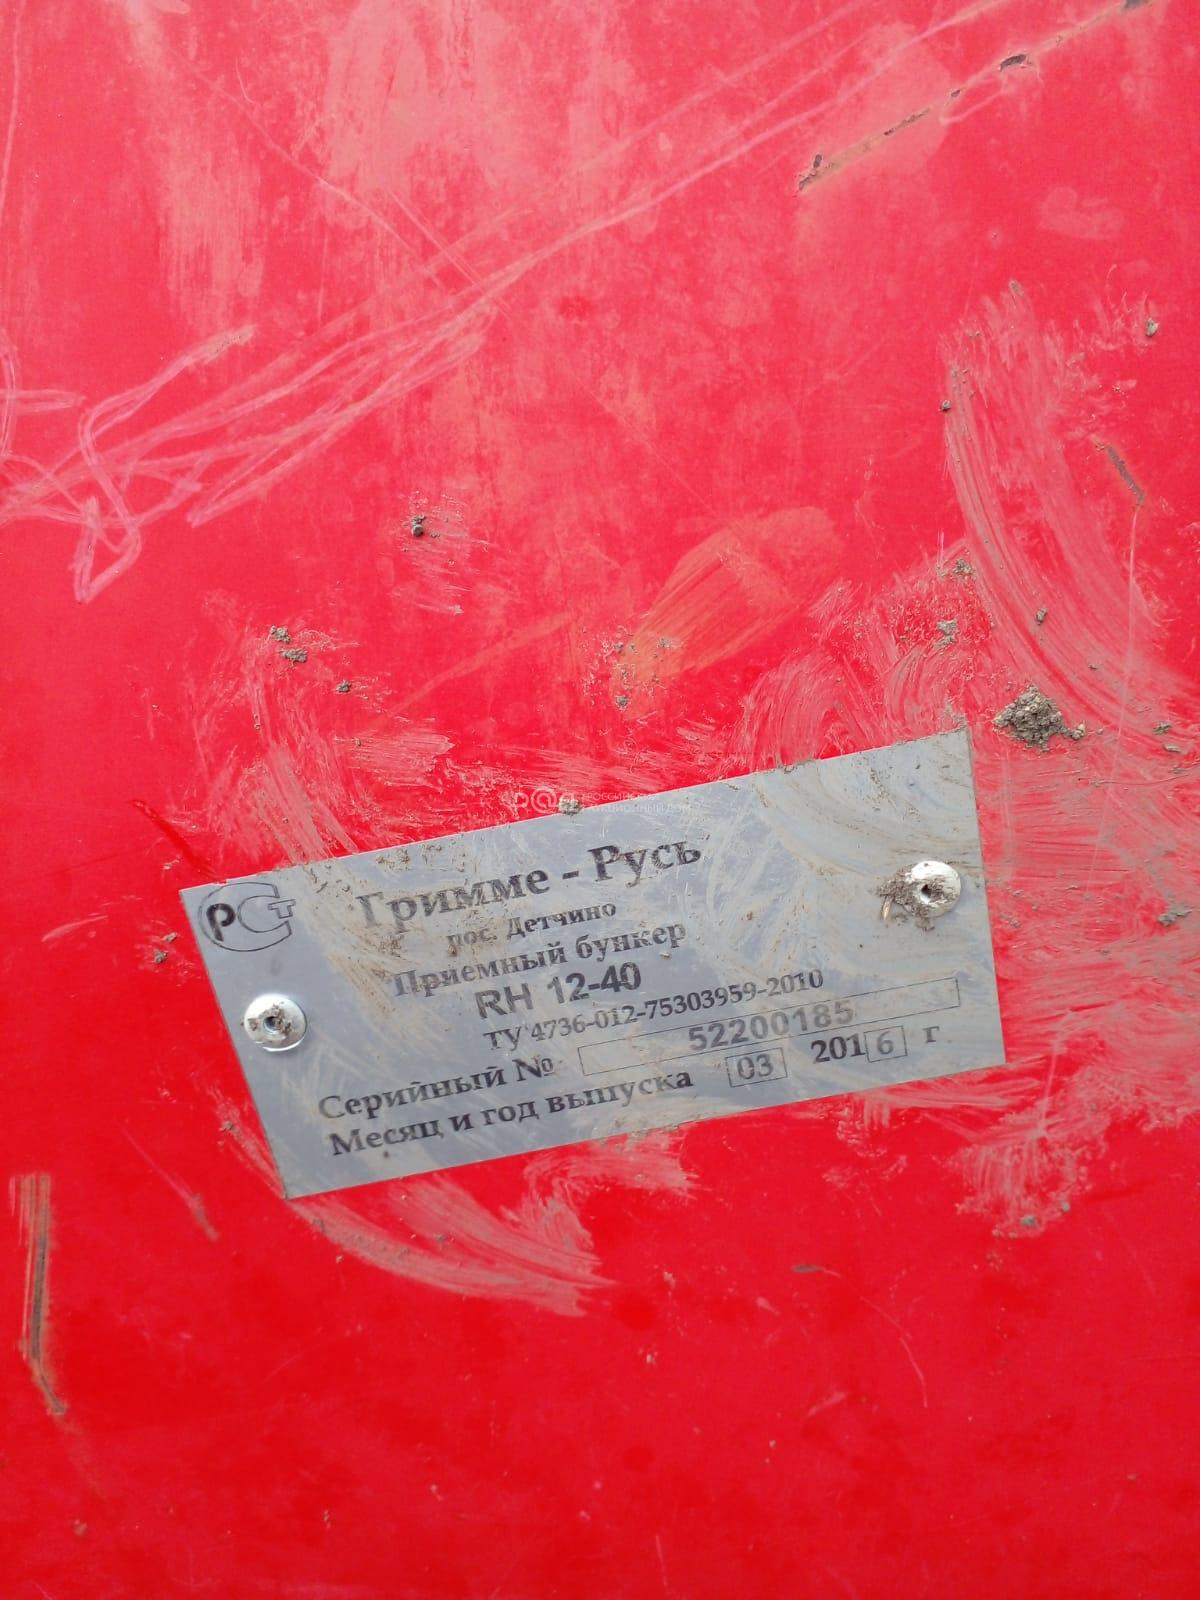 РСТ
Гримме - Русь
пос. Детчино
Приемный бункер
RH 12-40
ТУ 4736-012-75303959-2010
Серийный № 52200185
Месяц и год выпуска 03 2016 г